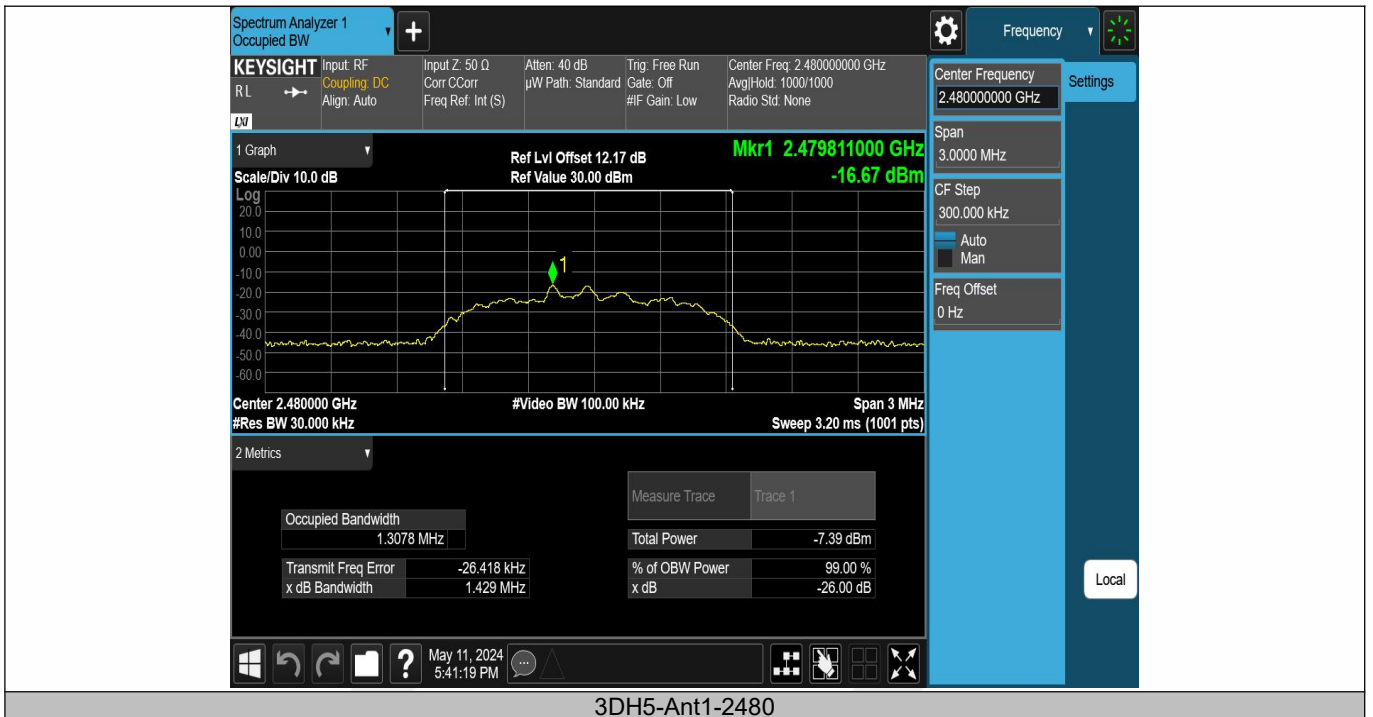 Spectrum Analyzer 1
Occupied BW
Frequency
KEYSIGHT
RL
LXI
Input: RF
Coupling: DC
Align: Auto
Input Z: 50 Ω
Corr CCorr
Freq Ref: Int (S)
Atten: 40 dB
µW Path: Standard
Trig: Free Run
Gate: Off
#IF Gain: Low
Center Freq: 2.480000000 GHz
Avg|Hold: 1000/1000
Radio Std: None
Center Frequency
2.480000000 GHz
Settings
Span
3.0000 MHz
CF Step
300.000 kHz
Auto
Man
Freq Offset
0 Hz
Local
1 Graph
Scale/Div 10.0 dB
Ref Lvl Offset 12.17 dB
Ref Value 30.00 dBm
Mkr1 2.479811000 GHz
-16.67 dBm
Log
20.0
10.0
0.00
-10.0
-20.0
-30.0
-40.0
-50.0
-60.0
1
Center 2.480000 GHz
#Video BW 100.00 kHz
Span 3 MHz
#Res BW 30.000 kHz
Sweep 3.20 ms (1001 pts)
2 Metrics
Measure Trace Trace 1
Occupied Bandwidth
1.3078 MHz
Total Power -7.39 dBm
Transmit Freq Error -26.418 kHz
% of OBW Power 99.00 %
x dB Bandwidth 1.429 MHz
x dB -26.00 dB
?
May 11, 2024
5:41:19 PM
3DH5-Ant1-2480